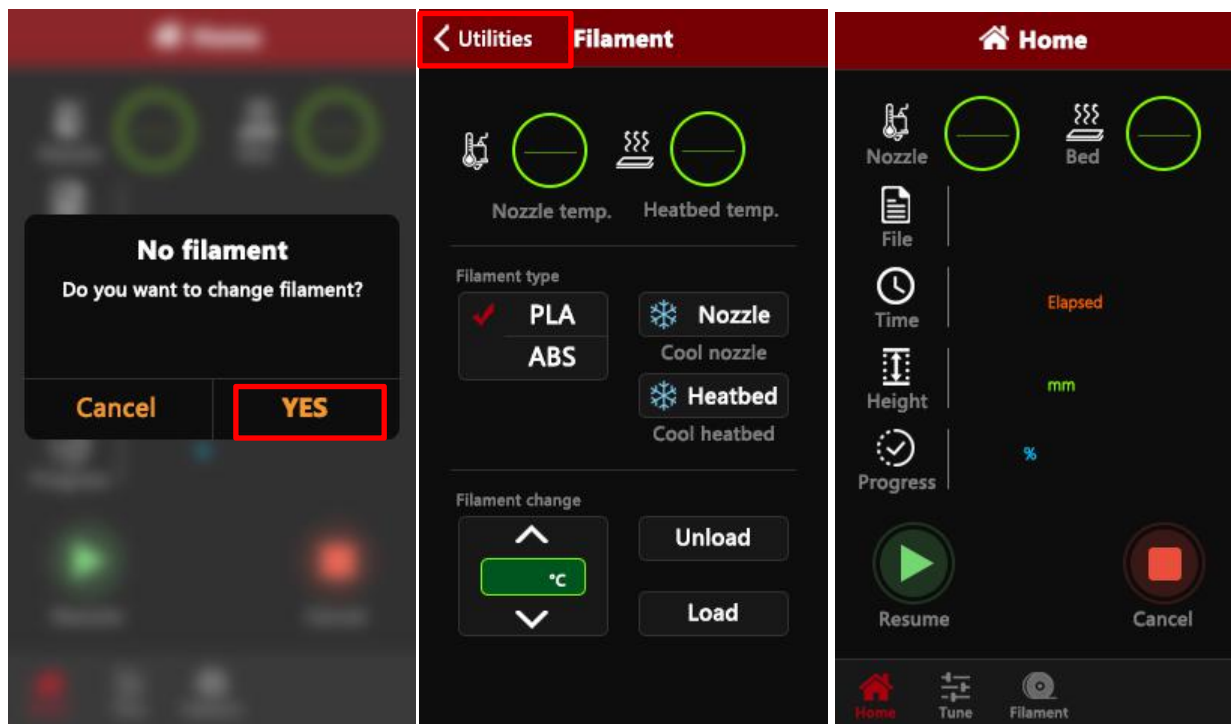 Home
No filament
Do you want to change filament?
Cancel YES
Utilities Filament
Nozzle temp. Heatbed temp.
Filament type
PLA
ABS
Nozzle
Cool nozzle
Heatbed
Cool heatbed
Filament change
°C
Unload
Load
Home
Nozzle
Bed
File
Time
Elapsed
Height
mm
Progress
%
Resume
Cancel
Home Tune Filament